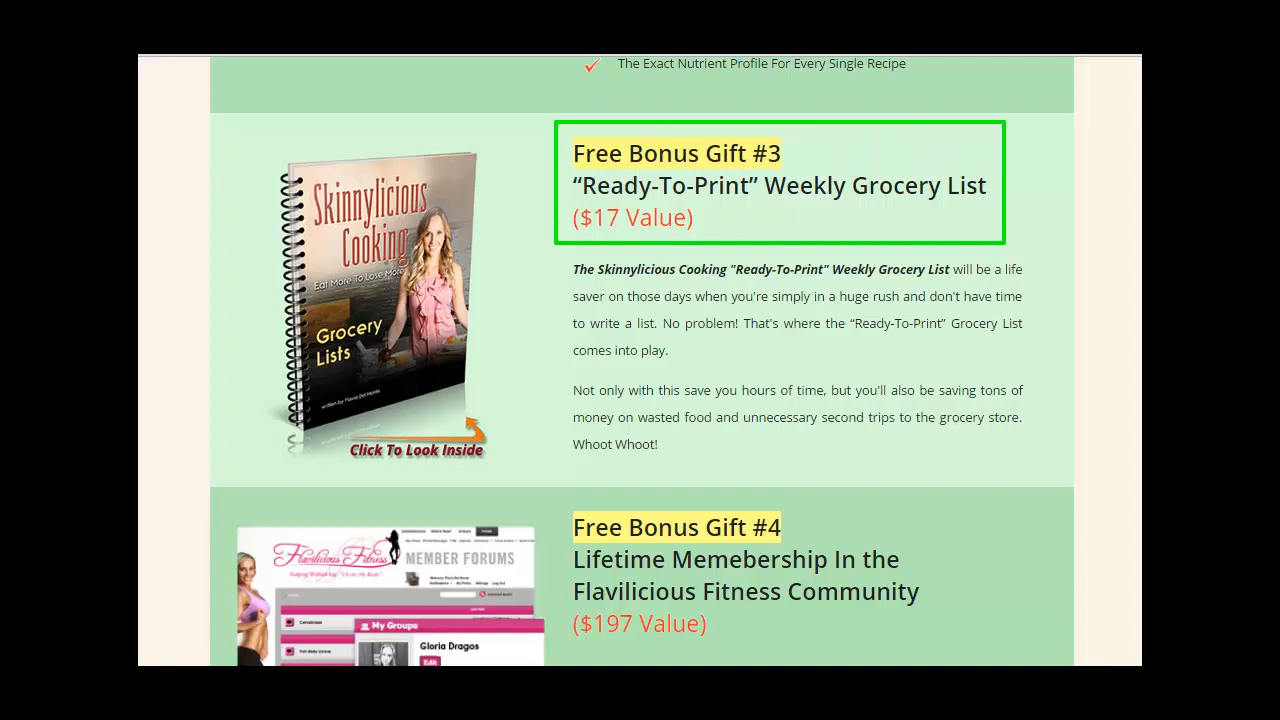 The Exact Nutrient Profile For Every Single Recipe
Free Bonus Gift #3
“Ready-To-Print” Weekly Grocery List
($17 Value)
The Skinnylicious Cooking "Ready-To-Print" Weekly Grocery List will be a life
saver on those days when you're simply in a huge rush and don't have time
to write a list. No problem! That's where the “Ready-To-Print” Grocery List
comes into play.
Not only with this save you hours of time, but you'll also be saving tons of
money on wasted food and unnecessary second trips to the grocery store.
Whoot Whoot!
Skinnylicious
Cooking
Eat More To Lose More
Grocery
Lists
written by: Flavia Del Monte
Click To Look Inside
Free Bonus Gift #4
Lifetime Memebership In the
Flavilicious Fitness Community
($197 Value)
Flavilicious Fitness
MEMBER FORUMS
My Groups
Gloria Dragos
Edit